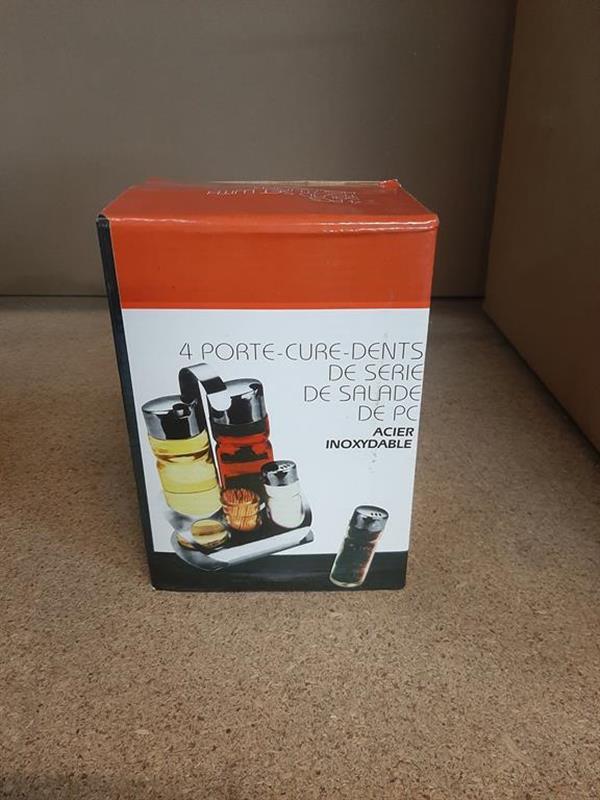 4 PORTE-CURE-DENTS
DE SERIE
DE SALADE
DE PC
ACIER
INOXYDABLE